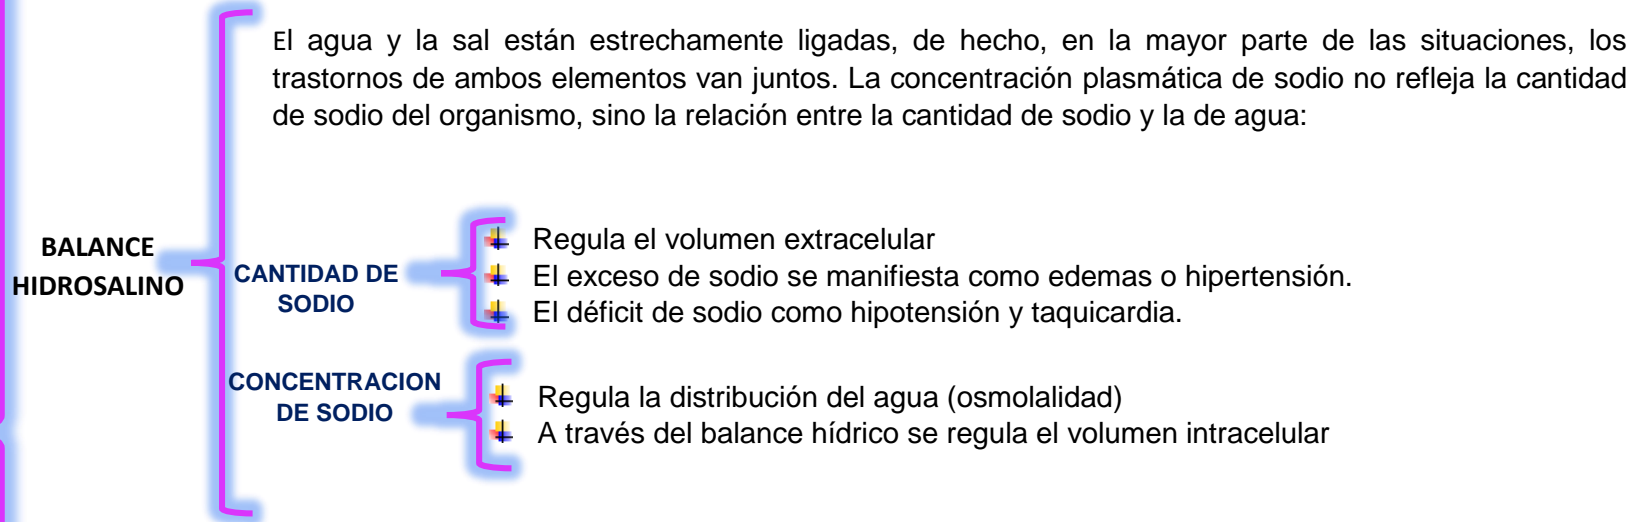 El agua y la sal están estrechamente ligadas, de hecho, en la mayor parte de las situaciones, los
trastornos de ambos elementos van juntos. La concentración plasmática de sodio no refleja la cantidad
de sodio del organismo, sino la relación entre la cantidad de sodio y la de agua:
BALANCE
HIDROSALINO
CANTIDAD DE
SODIO
Regula el volumen extracelular
El exceso de sodio se manifiesta como edemas o hipertensión.
El déficit de sodio como hipotensión y taquicardia.
CONCENTRACION
DE SODIO
Regula la distribución del agua (osmolalidad)
A través del balance hídrico se regula el volumen intracelular